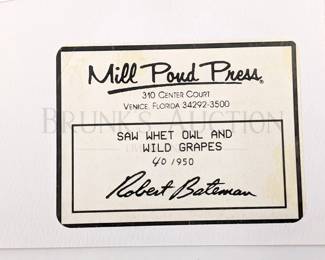 Mill Pond Press®
310 CENTER COURT
VENICE, FLORIDA 34292-3500
BRUNK'S AUCTION
SAW WHET OWL AND
WILD GRAPES
40/950
Robert Bateman